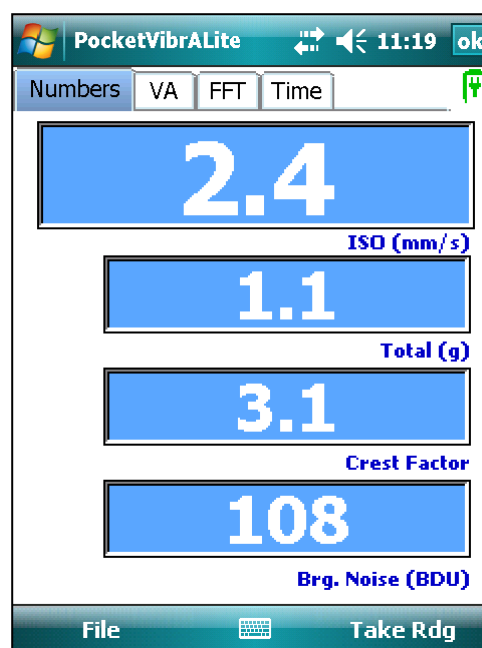 PocketVibrALite 11:19 ok
Numbers VA FFT Time
2.4
ISO (mm/s)
1.1
Total (g)
3.1
Crest Factor
108
Brg. Noise (BDU)
File Take Rdg